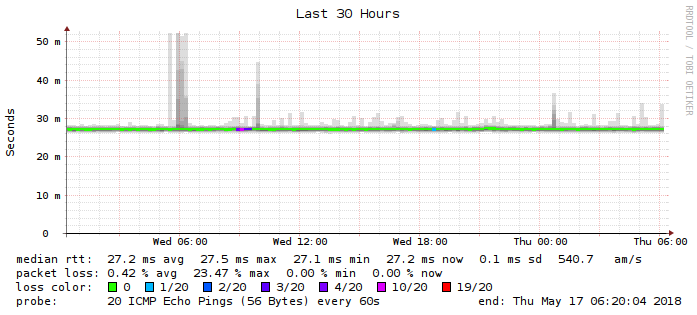 Last 30 Hours
RRDTOOL / TOBI OETIKER
Seconds
50 m
40 m
30 m
20 m
10 m
0
Wed 06:00 Wed 12:00 Wed 18:00 Thu 00:00 Thu 06:00
median rtt: 27.2 ms avg 27.5 ms max 27.1 ms min 27.2 ms now 0.1 ms sd 540.7 am/s
packet loss: 0.42 % avg 23.47 % max 0.00 % min 0.00 % now
loss color: 0 1/20 2/20 3/20 4/20 10/20 19/20
probe: 20 ICMP Echo Pings (56 Bytes) every 60s end: Thu May 17 06:20:04 2018